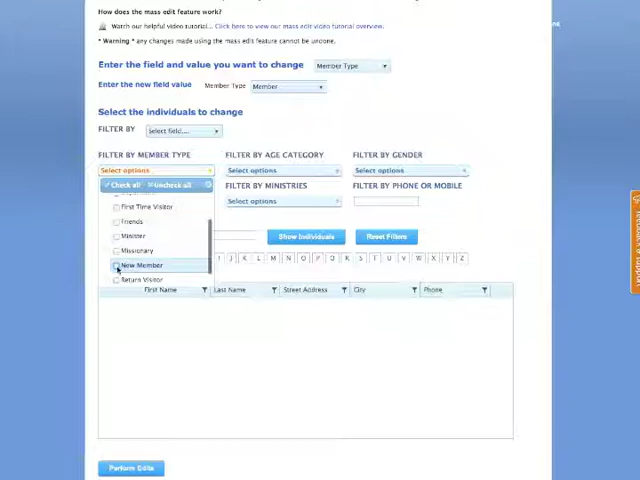 How does the mass edit feature work?
Watch our helpful video tutorial... Click here to view our mass edit video tutorial overview.
* Warning * any changes made using the mass edit feature cannot be undone.
Enter the field and value you want to change Member Type
Enter the new field value Member Type Member
Select the individuals to change
FILTER BY Select field....
FILTER BY MEMBER TYPE FILTER BY AGE CATEGORY FILTER BY GENDER
Select options Select options Select options
Check all Uncheck all FILTER BY MINISTRIES FILTER BY PHONE OR MOBILE
Select options
First Time Visitor
Friends
Minister
Show Individuals Reset Filters
Missionary
I J K L M N O P Q R S T U V W X Y Z
New Member
Return Visitor
First Name Last Name Street Address City Phone
Perform Edits